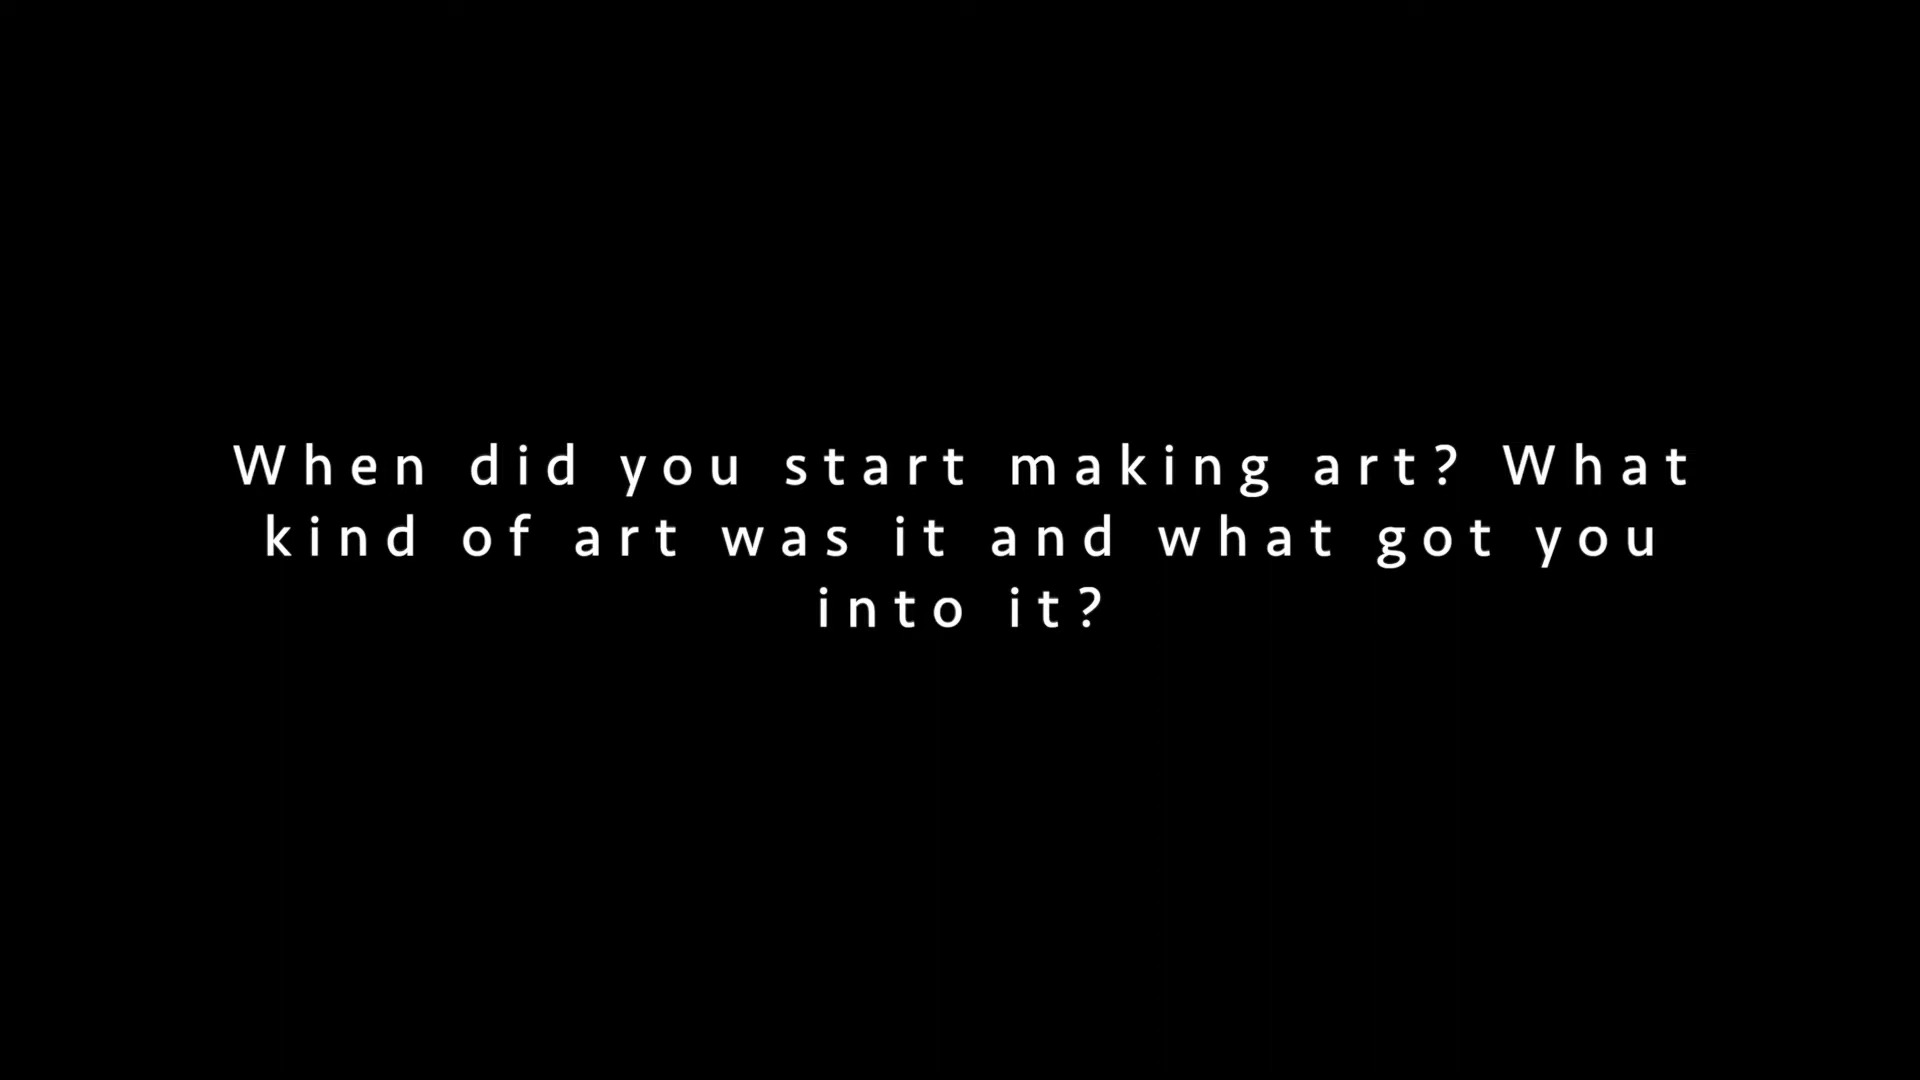 When did you start making art? What
kind of art was it and what got you
into it?